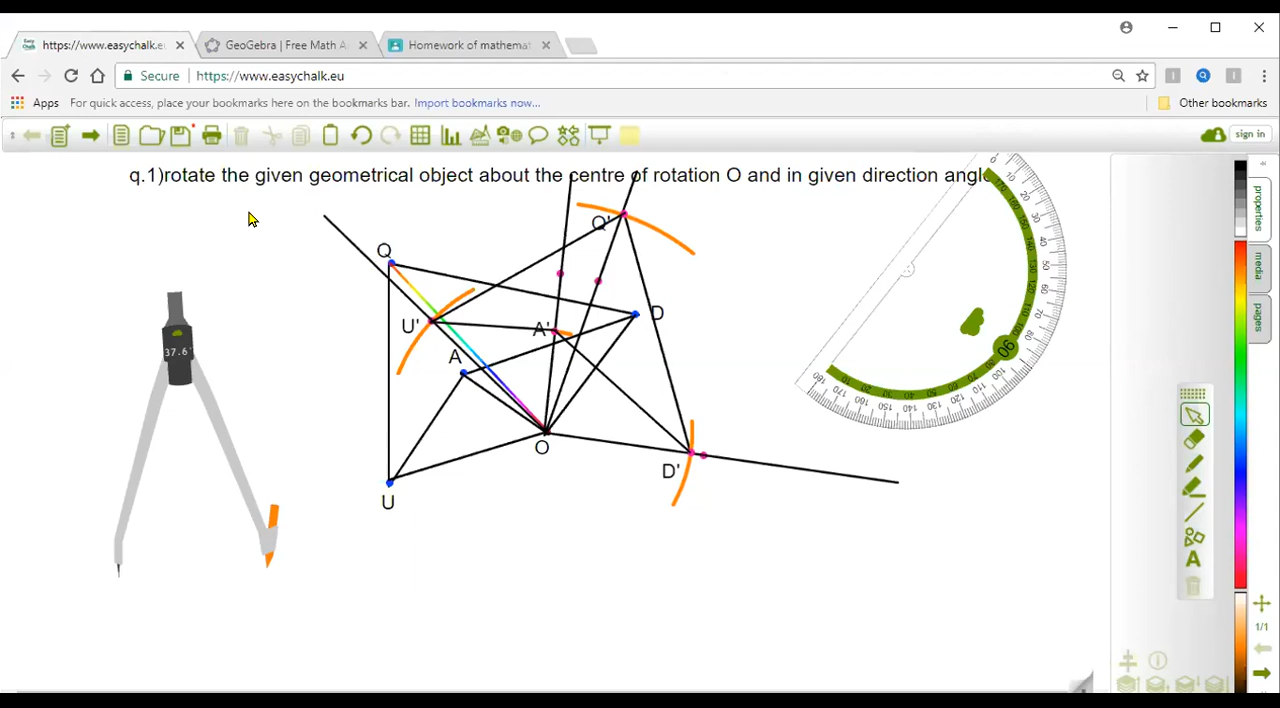 https://www.easychalk.eu
GeoGebra | Free Math A
Homework of mathemat
Secure
https://www.easychalk.eu
Apps
For quick access, place your bookmarks here on the bookmarks bar. Import bookmarks now...
Other bookmarks
sign in
q.1)rotate the given geometrical object about the centre of rotation O and in given direction angle
Q
Q'
U'
A'
D
A
O
D'
U
37.6
90
properties
media
pages
A
1/1